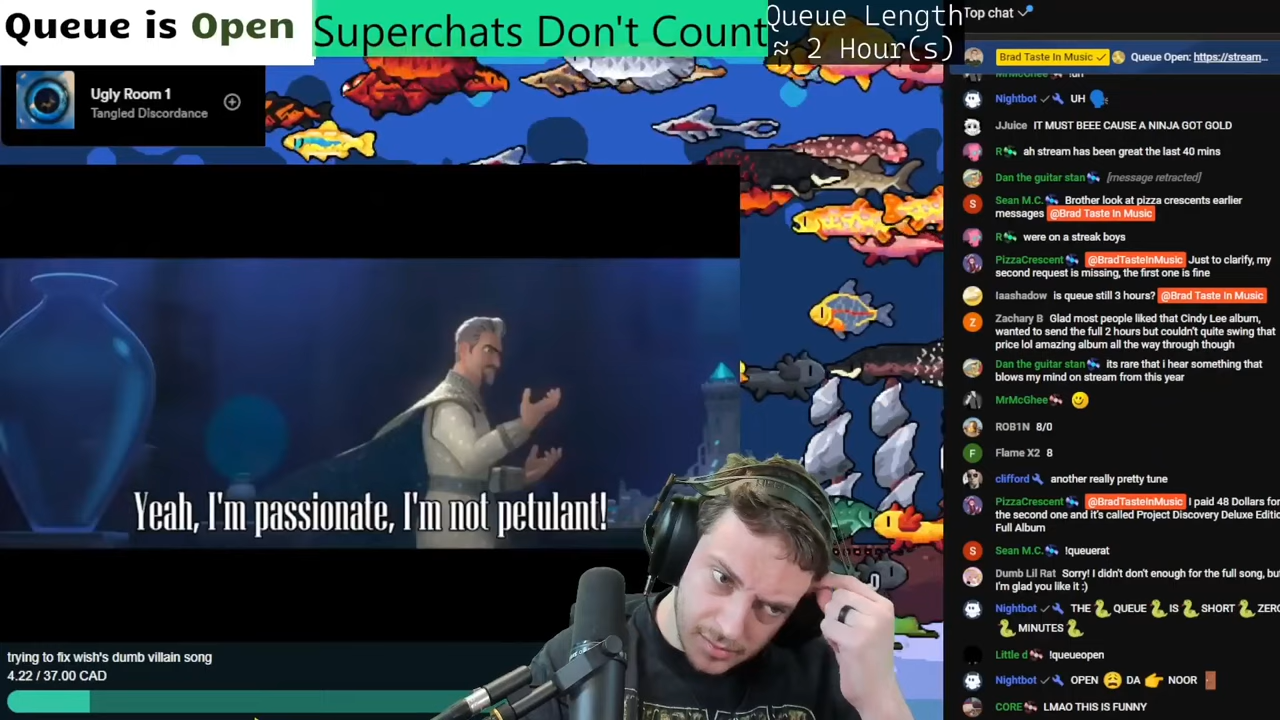 Queue is Open
Superchats Don't Count
Queue Length
≈ 2 Hour(s)
Ugly Room 1
Tangled Discordance
Yeah, I'm passionate, I'm not petulant!
trying to fix wish's dumb villain song
4.22 / 37.00 CAD
Top chat
Brad Taste In Music Queue Open: https://stream...
Nightbot UH
JJuice IT MUST BEEE CAUSE A NINJA GOT GOLD
R ah stream has been great the last 40 mins
Dan the guitar stan [message retracted]
Sean M.C. Brother look at pizza crescents earlier
messages @Brad Taste In Music
R were on a streak boys
PizzaCrescent @BradTasteInMusic Just to clarify, my
second request is missing, the first one is fine
Iaashadow is queue still 3 hours? @Brad Taste In Music
Zachary B Glad most people liked that Cindy Lee album,
wanted to send the full 2 hours but couldn't quite swing that
price lol amazing album all the way through though
Dan the guitar stan its rare that i hear something that
blows my mind on stream from this year
MrMcGhee
ROB1N 8/0
Flame X2 8
clifford another really pretty tune
PizzaCrescent @BradTasteInMusic I paid 48 Dollars for
the second one and it's called Project Discovery Deluxe Editio
Full Album
Sean M.C. !queuerat
Dumb Lil Rat Sorry! I didn't don't enough for the full song, but
I'm glad you like it :)
Nightbot THE QUEUE IS SHORT ZERO
MINUTES
Little d !queueopen
Nightbot OPEN DA NOOR
CORE LMAO THIS IS FUNNY